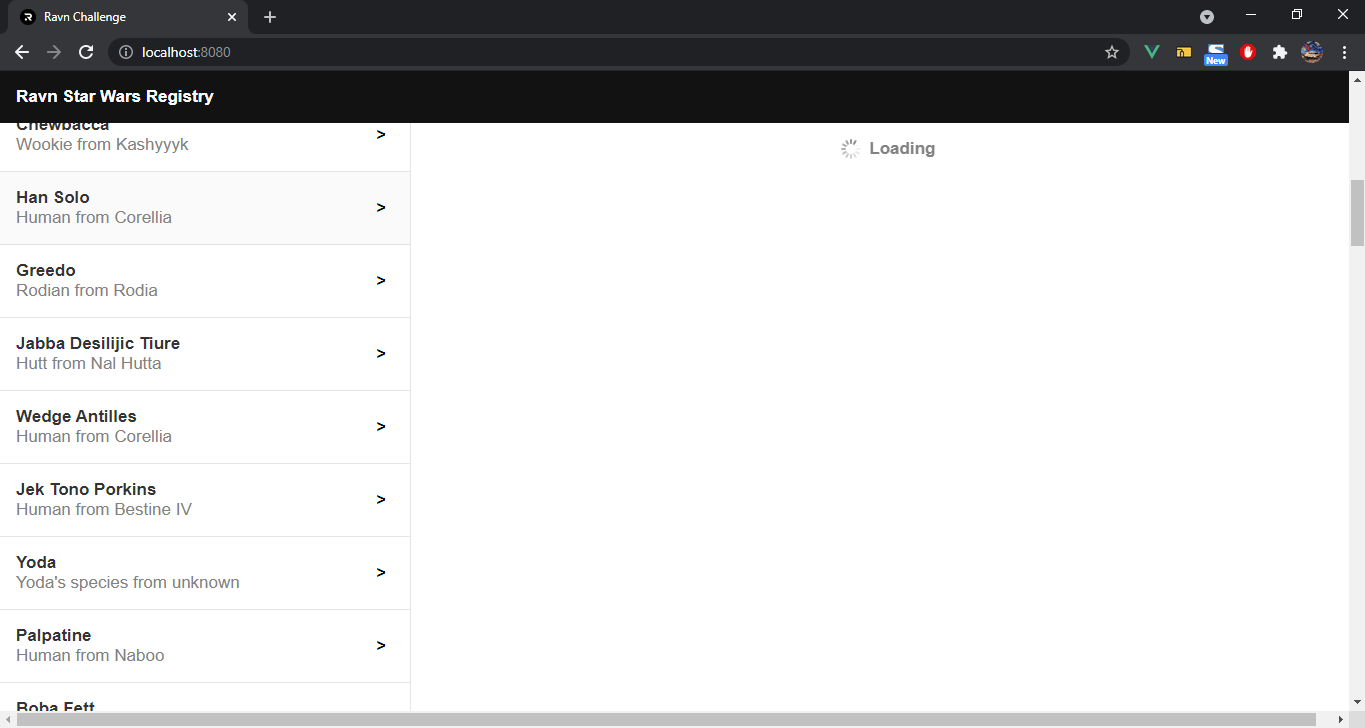 Ravn Challenge
localhost:8080
New
Ravn Star Wars Registry
Chewbacca
Wookie from Kashyyyk
>
Loading
Han Solo
Human from Corellia
>
Greedo
Rodian from Rodia
>
Jabba Desilijic Tiure
Hutt from Nal Hutta
>
Wedge Antilles
Human from Corellia
>
Jek Tono Porkins
Human from Bestine IV
>
Yoda
Yoda's species from unknown
>
Palpatine
Human from Naboo
>
Boba Fett